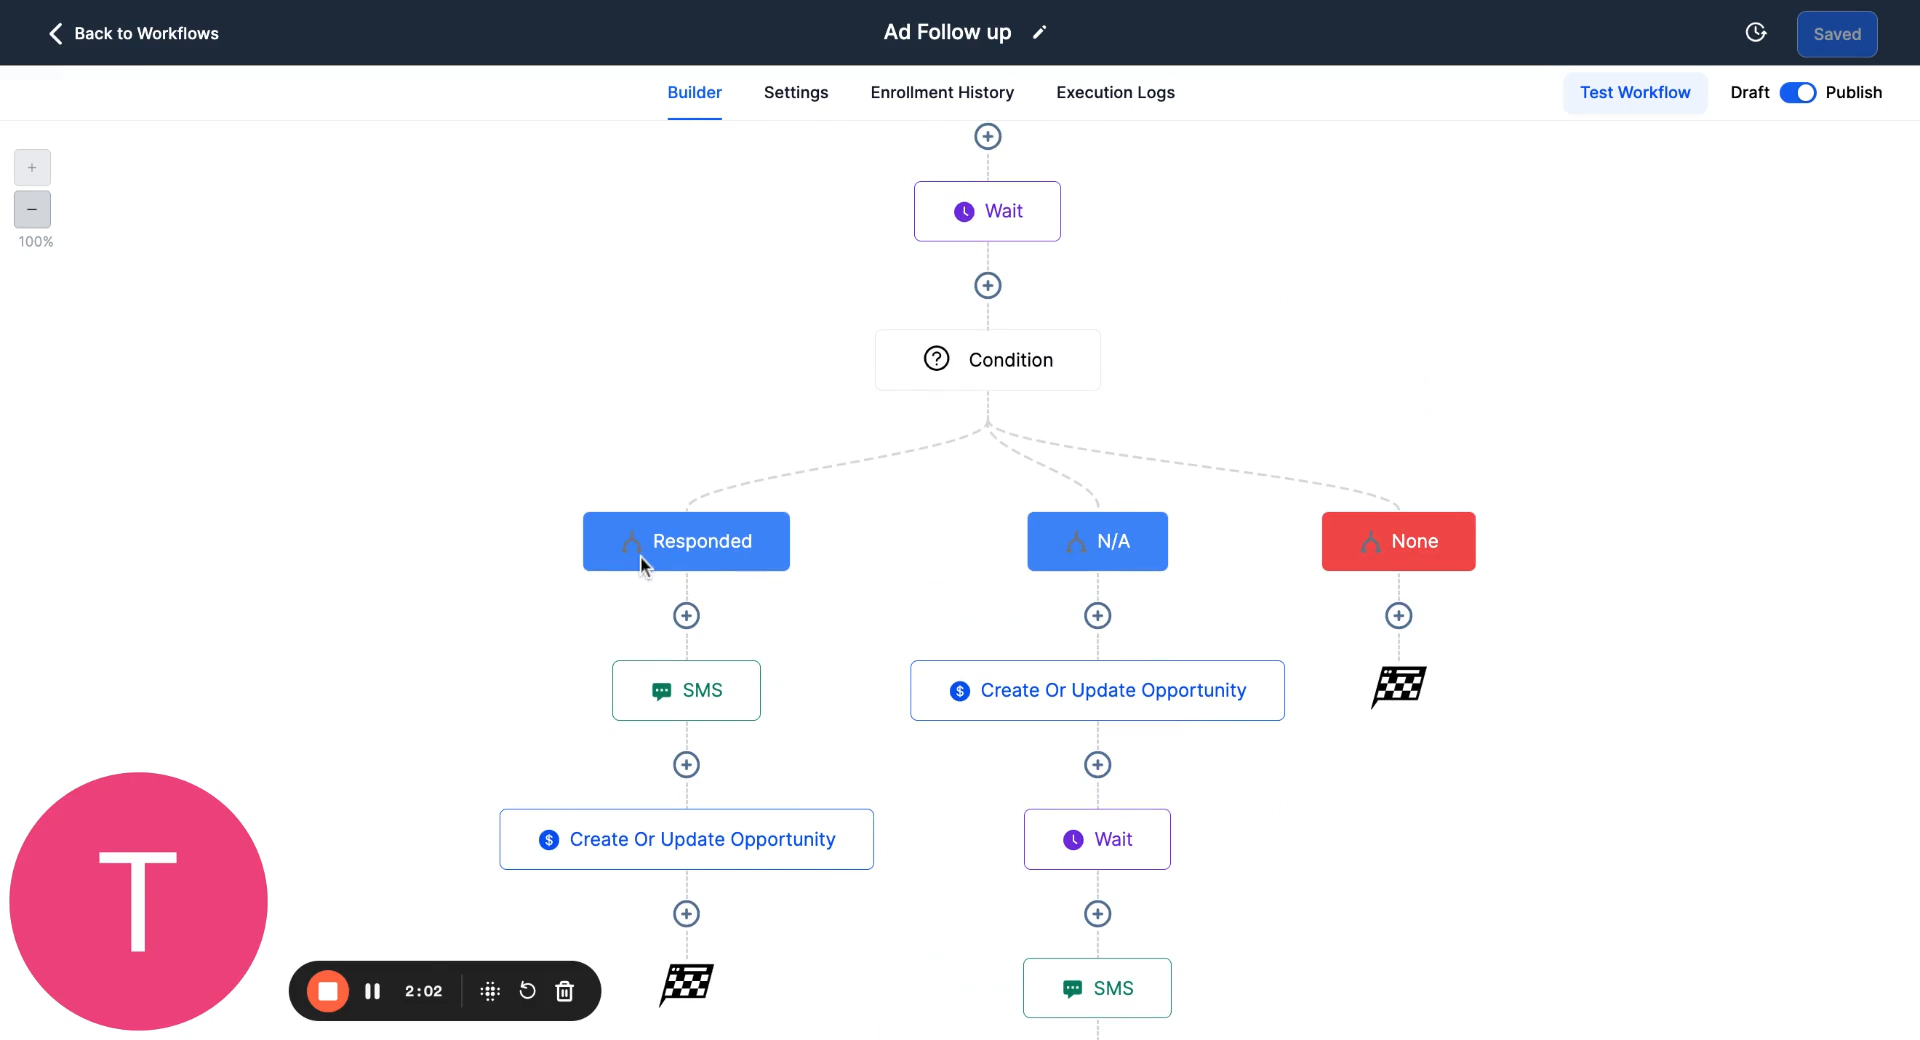 Back to Workflows
Ad Follow up
Saved
Builder
Settings
Enrollment History
Execution Logs
Test Workflow
Draft
Publish
100%
Wait
Condition
Responded
N/A
None
SMS
Create Or Update Opportunity
Create Or Update Opportunity
Wait
SMS
T
2:02